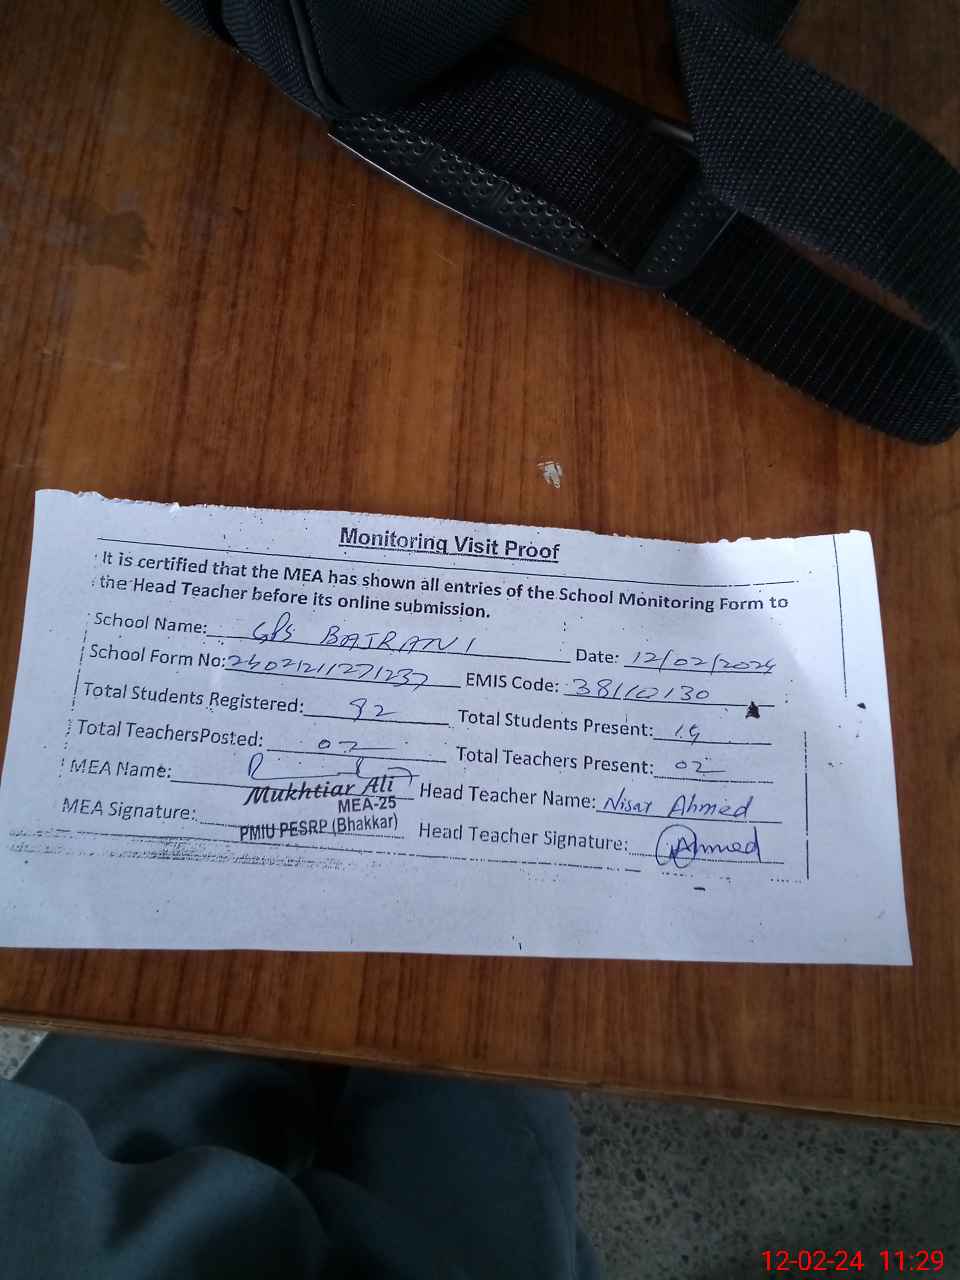 Monitoring Visit Proof
It is certified that the MEA has shown all entries of the School Monitoring Form to
the Head Teacher before its online submission.
School Name: GPS BAIRANI Date: 12/02/2024
School Form No: EMIS Code: 38110130
Total Students Registered: 92 Total Students Present:
Total TeachersPosted: 02 Total Teachers Present: 02
MEA Name: Mukhtiar Ali Head Teacher Name: Nisar Ahmed
MEA-25
MEA Signature: PMIU PESRP (Bhakkar) Head Teacher Signature: Ahmed
12-02-24 11:29